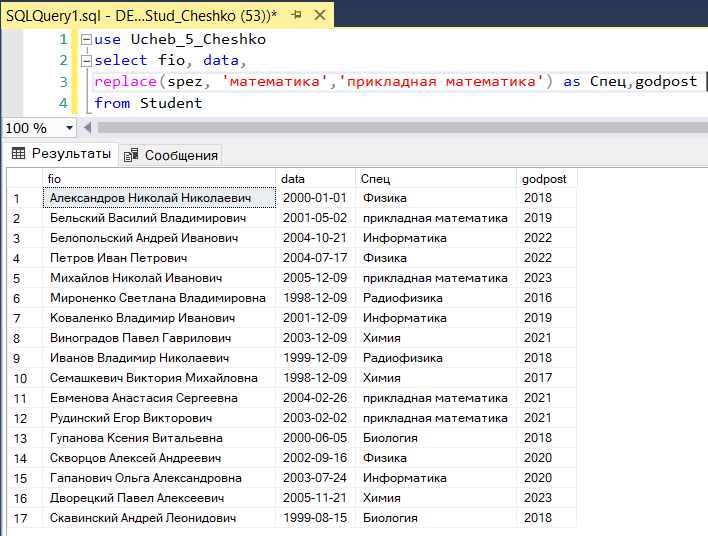 SQLQuery1.sql - DE...Stud_Cheshko (53))*
1 use Ucheb_5_Cheshko
2 select fio, data,
3 replace(spez, 'математика','прикладная математика') as Спец,godpost
4 from Student
100 %
Результаты Сообщения
fio data Спец godpost
1 Александров Николай Николаевич 2000-01-01 Физика 2018
2 Бельский Василий Владимирович 2001-05-02 прикладная математика 2019
3 Белопольский Андрей Иванович 2004-10-21 Информатика 2022
4 Петров Иван Петрович 2004-07-17 Физика 2022
5 Михайлов Николай Иванович 2005-12-09 прикладная математика 2023
6 Мироненко Светлана Владимировна 1998-12-09 Радиофизика 2016
7 Коваленко Владимир Иванович 2001-12-09 Информатика 2019
8 Виноградов Павел Гаврилович 2003-12-09 Химия 2021
9 Иванов Владимир Николаевич 1999-12-09 Радиофизика 2018
10 Семашкевич Виктория Михайловна 1998-12-09 Химия 2017
11 Евменова Анастасия Сергеевна 2004-02-26 прикладная математика 2021
12 Рудинский Егор Викторович 2003-02-02 прикладная математика 2021
13 Гупанова Ксения Витальевна 2000-06-05 Биология 2018
14 Скворцов Алексей Андреевич 2002-09-16 Физика 2020
15 Гапанович Ольга Александровна 2003-07-24 Информатика 2020
16 Дворецкий Павел Алексеевич 2005-11-21 Химия 2023
17 Скавинский Андрей Леонидович 1999-08-15 Биология 2018